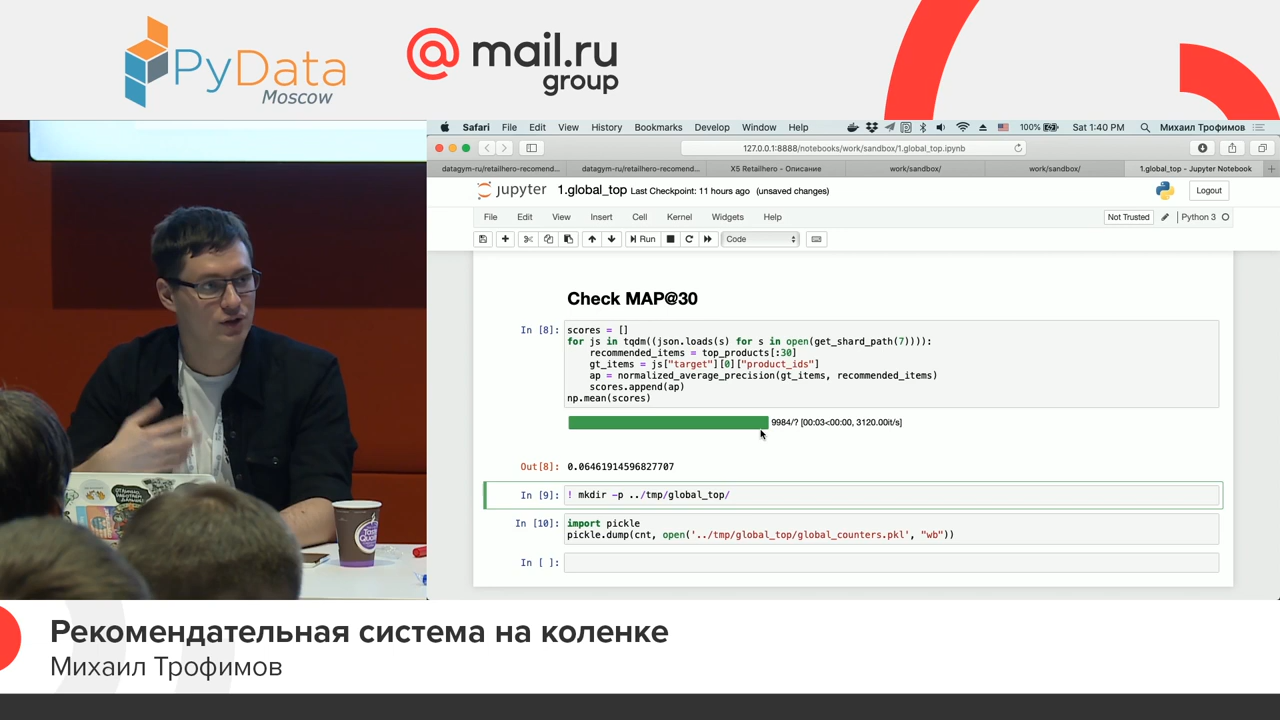 PyData
Moscow
@ mail.ru
group
Safari File Edit View History Bookmarks Develop Window Help 100% Sat 1:40 PM Михаил Трофимов
127.0.0.1:8888/notebooks/work/sandbox/1.global_top.ipynb
datagym-ru/retailhero-recomend... datagym-ru/retailhero-recomend... X5 Retailhero - Описание work/sandbox/ work/sandbox/ 1.global_top - Jupyter Notebook
jupyter 1.global_top Last Checkpoint: 11 hours ago (unsaved changes) Logout
File Edit View Insert Cell Kernel Widgets Help Not Trusted Python 3
Run Code
Check MAP@30
In [8]: scores = []
for js in tqdm((json.loads(s) for s in open(get_shard_path(7)))):
recommended_items = top_products[:30]
gt_items = js["target"][0]["product_ids"]
ap = normalized_average_precision(gt_items, recommended_items)
scores.append(ap)
np.mean(scores)
9984/? [00:03<00:00, 3120.00it/s]
Out[8]: 0.06461914596827707
In [9]: ! mkdir -p ../tmp/global_top/
In [10]: import pickle
pickle.dump(cnt, open('../tmp/global_top/global_counters.pkl', "wb"))
In [ ]:
Рекомендательная система на коленке
Михаил Трофимов